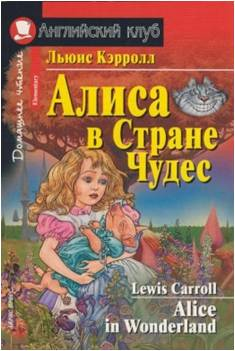 Английский клуб
Домашнее чтение
Elementary
Льюис Кэрролл
Алиса
в Стране
Чудес
Lewis Carroll
Alice
in Wonderland